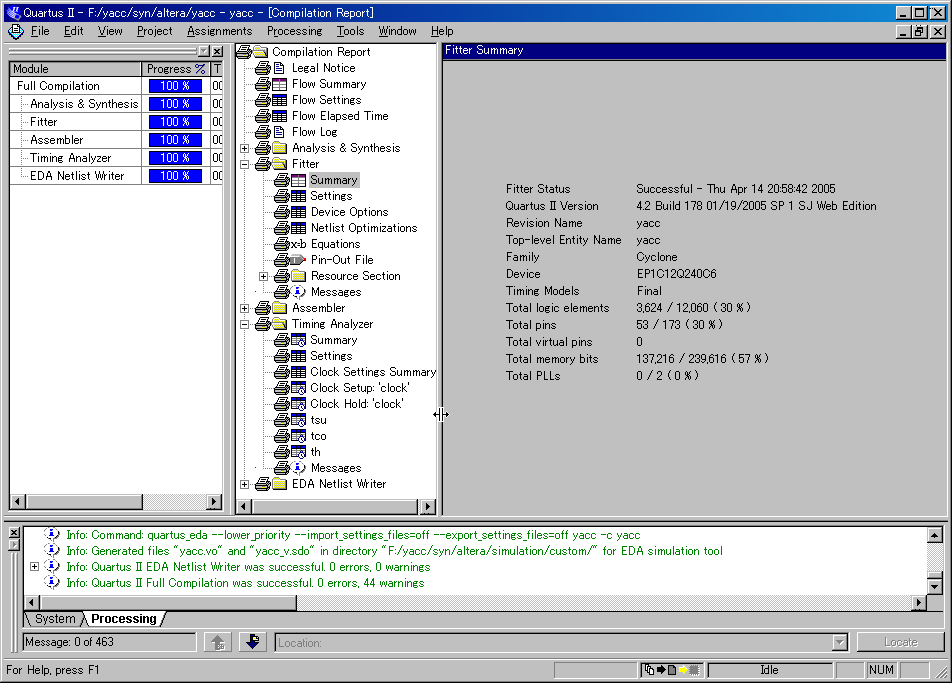 Quartus II - F:/yacc/syn/altera/yacc - yacc - [Compilation Report]
File Edit View Project Assignments Processing Tools Window Help
Module Progress % T
Full Compilation 100 % 00
Analysis & Synthesis 100 % 00
Fitter 100 % 00
Assembler 100 % 00
Timing Analyzer 100 % 00
EDA Netlist Writer 100 % 00
Compilation Report
Legal Notice
Flow Summary
Flow Settings
Flow Elapsed Time
Flow Log
Analysis & Synthesis
Fitter
Summary
Settings
Device Options
Netlist Optimizations
x=b Equations
Pin-Out File
Resource Section
Messages
Assembler
Timing Analyzer
Summary
Settings
Clock Settings Summary
Clock Setup: 'clock'
Clock Hold: 'clock'
tsu
tco
th
Messages
EDA Netlist Writer
Fitter Summary
Fitter Status Successful - Thu Apr 14 20:58:42 2005
Quartus II Version 4.2 Build 178 01/19/2005 SP 1 SJ Web Edition
Revision Name yacc
Top-level Entity Name yacc
Family Cyclone
Device EP1C12Q240C6
Timing Models Final
Total logic elements 3,624 / 12,060 ( 30 % )
Total pins 53 / 173 ( 30 % )
Total virtual pins 0
Total memory bits 137,216 / 239,616 ( 57 % )
Total PLLs 0 / 2 ( 0 % )
Info: Command: quartus_eda --lower_priority --import_settings_files=off --export_settings_files=off yacc -c yacc
Info: Generated files "yacc.vo" and "yacc_v.sdo" in directory "F:/yacc/syn/altera/simulation/custom/" for EDA simulation tool
Info: Quartus II EDA Netlist Writer was successful. 0 errors, 0 warnings
Info: Quartus II Full Compilation was successful. 0 errors, 44 warnings
System Processing
Message: 0 of 463 Location: Locate
For Help, press F1 Idle NUM